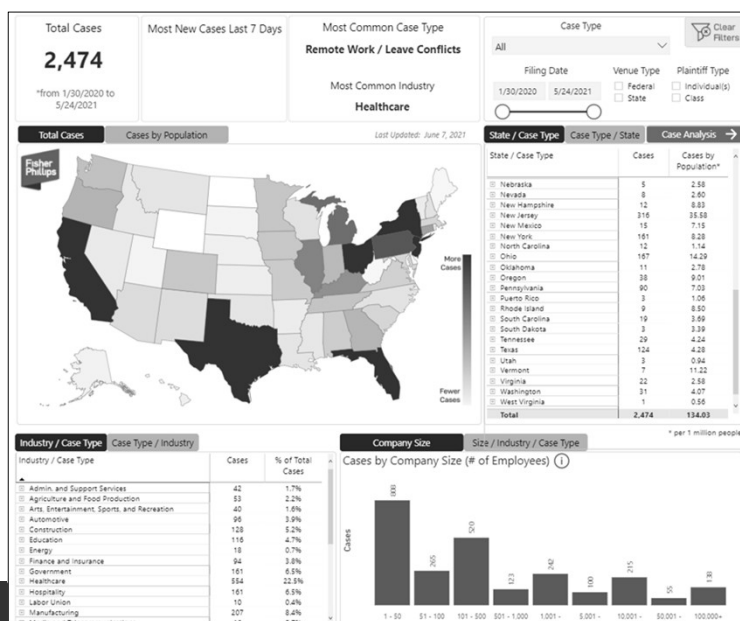 Total Cases
2,474
*from 1/30/2020 to
5/24/2021
Most New Cases Last 7 Days
Most Common Case Type
Remote Work / Leave Conflicts
Most Common Industry
Healthcare
Case Type
All
Clear
Filters
Filing Date
1/30/2020 5/24/2021
Venue Type
Federal
State
Plaintiff Type
Individual(s)
Class
Total Cases Cases by Population Last Updated: June 7, 2021
Fisher
Phillips
More
Cases
Fewer
Cases
State / Case Type Case Type / State Case Analysis
State / Case Type Cases Cases by
Population*
Nebraska 5 2.58
Nevada 8 2.60
New Hampshire 12 8.83
New Jersey 316 35.58
New Mexico 15 7.15
New York 161 8.28
North Carolina 12 1.14
Ohio 167 14.29
Oklahoma 11 2.78
Oregon 38 9.01
Pennsylvania 90 7.03
Puerto Rico 3 1.06
Rhode Island 9 8.50
South Carolina 19 3.69
South Dakota 3 3.39
Tennessee 29 4.24
Texas 124 4.28
Utah 3 0.94
Vermont 7 11.22
Virginia 22 2.58
Washington 31 4.07
West Virginia 1 0.56
Total 2,474 134.03
* per 1 million people
Industry / Case Type Case Type / Industry
Industry / Case Type Cases % of Total
Cases
Admin. and Support Services 42 1.7%
Agriculture and Food Production 53 2.2%
Arts, Entertainment, Sports, and Recreation 40 1.6%
Automotive 96 3.9%
Construction 128 5.2%
Education 116 4.7%
Energy 18 0.7%
Finance and Insurance 94 3.8%
Government 161 6.5%
Healthcare 554 22.5%
Hospitality 161 6.5%
Labor Union 10 0.4%
Manufacturing 207 8.4%
Company Size Size / Industry / Case Type
Cases by Company Size (# of Employees)
Cases
808
265
520
123
242
100
215
55
138
1 - 50 51 - 100 101 - 500 501 - 1,000 1,001 - 5,001 - 10,001 - 50,001 - 100,000+